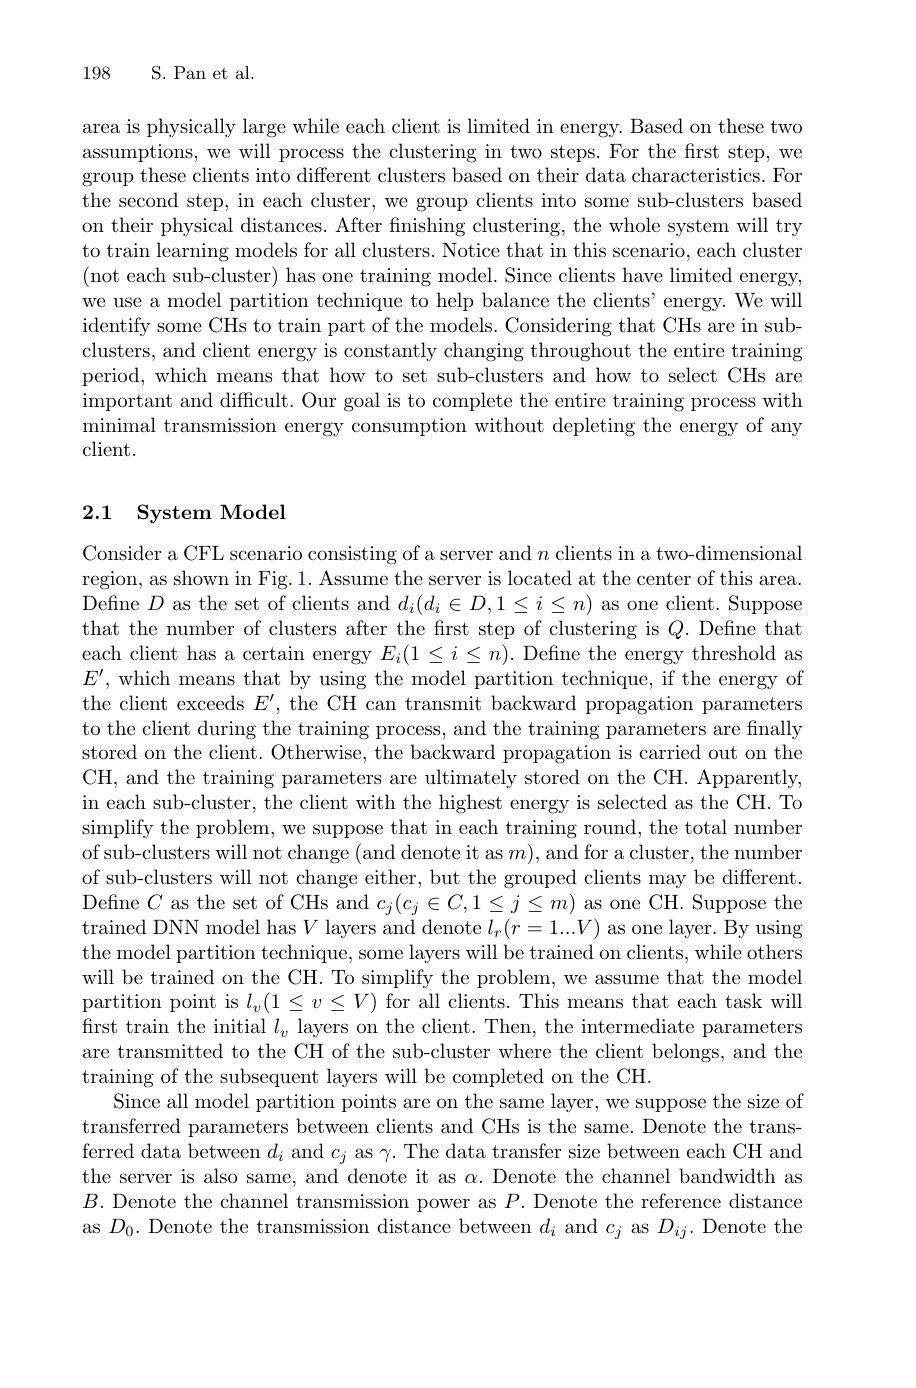 198 S. Pan et al.
area is physically large while each client is limited in energy. Based on these two
assumptions, we will process the clustering in two steps. For the first step, we
group these clients into different clusters based on their data characteristics. For
the second step, in each cluster, we group clients into some sub-clusters based
on their physical distances. After finishing clustering, the whole system will try
to train learning models for all clusters. Notice that in this scenario, each cluster
(not each sub-cluster) has one training model. Since clients have limited energy,
we use a model partition technique to help balance the clients' energy. We will
identify some CHs to train part of the models. Considering that CHs are in sub-
clusters, and client energy is constantly changing throughout the entire training
period, which means that how to set sub-clusters and how to select CHs are
important and difficult. Our goal is to complete the entire training process with
minimal transmission energy consumption without depleting the energy of any
client.
2.1 System Model
Consider a CFL scenario consisting of a server and n clients in a two-dimensional
region, as shown in Fig. 1. Assume the server is located at the center of this area.
Define D as the set of clients and d_i(d_i ∈ D, 1 ≤ i ≤ n) as one client. Suppose
that the number of clusters after the first step of clustering is Q. Define that
each client has a certain energy E_i(1 ≤ i ≤ n). Define the energy threshold as
E′, which means that by using the model partition technique, if the energy of
the client exceeds E′, the CH can transmit backward propagation parameters
to the client during the training process, and the training parameters are finally
stored on the client. Otherwise, the backward propagation is carried out on the
CH, and the training parameters are ultimately stored on the CH. Apparently,
in each sub-cluster, the client with the highest energy is selected as the CH. To
simplify the problem, we suppose that in each training round, the total number
of sub-clusters will not change (and denote it as m), and for a cluster, the number
of sub-clusters will not change either, but the grouped clients may be different.
Define C as the set of CHs and c_j(c_j ∈ C, 1 ≤ j ≤ m) as one CH. Suppose the
trained DNN model has V layers and denote l_r(r = 1...V) as one layer. By using
the model partition technique, some layers will be trained on clients, while others
will be trained on the CH. To simplify the problem, we assume that the model
partition point is l_v(1 ≤ v ≤ V) for all clients. This means that each task will
first train the initial l_v layers on the client. Then, the intermediate parameters
are transmitted to the CH of the sub-cluster where the client belongs, and the
training of the subsequent layers will be completed on the CH.
Since all model partition points are on the same layer, we suppose the size of
transferred parameters between clients and CHs is the same. Denote the trans-
ferred data between d_i and c_j as γ. The data transfer size between each CH and
the server is also same, and denote it as α. Denote the channel bandwidth as
B. Denote the channel transmission power as P. Denote the reference distance
as D_0. Denote the transmission distance between d_i and c_j as D_ij. Denote the